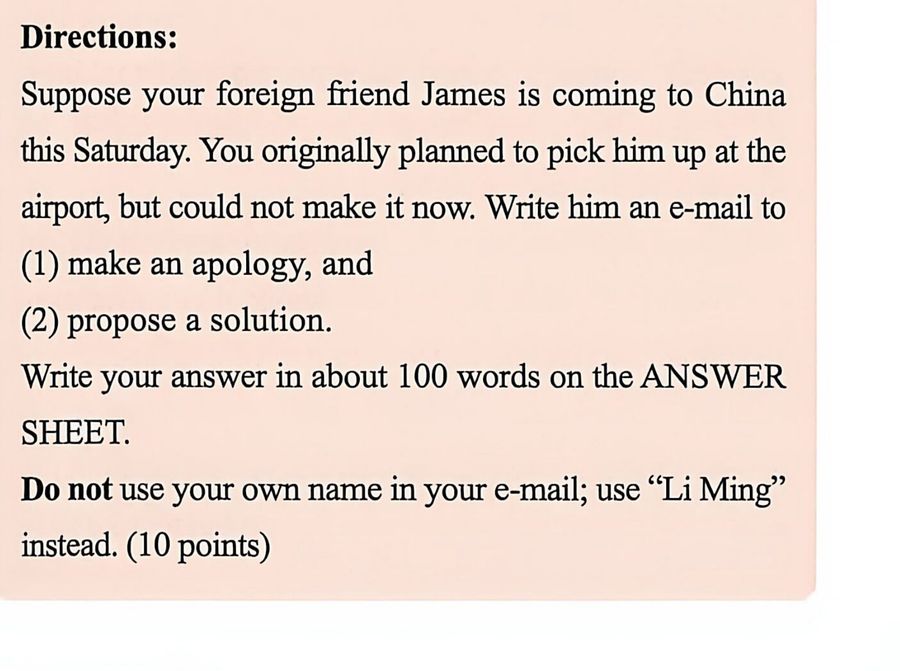 Directions:
Suppose your foreign friend James is coming to China
this Saturday. You originally planned to pick him up at the
airport, but could not make it now. Write him an e-mail to
(1) make an apology, and
(2) propose a solution.
Write your answer in about 100 words on the ANSWER
SHEET.
Do not use your own name in your e-mail; use “Li Ming”
instead. (10 points)